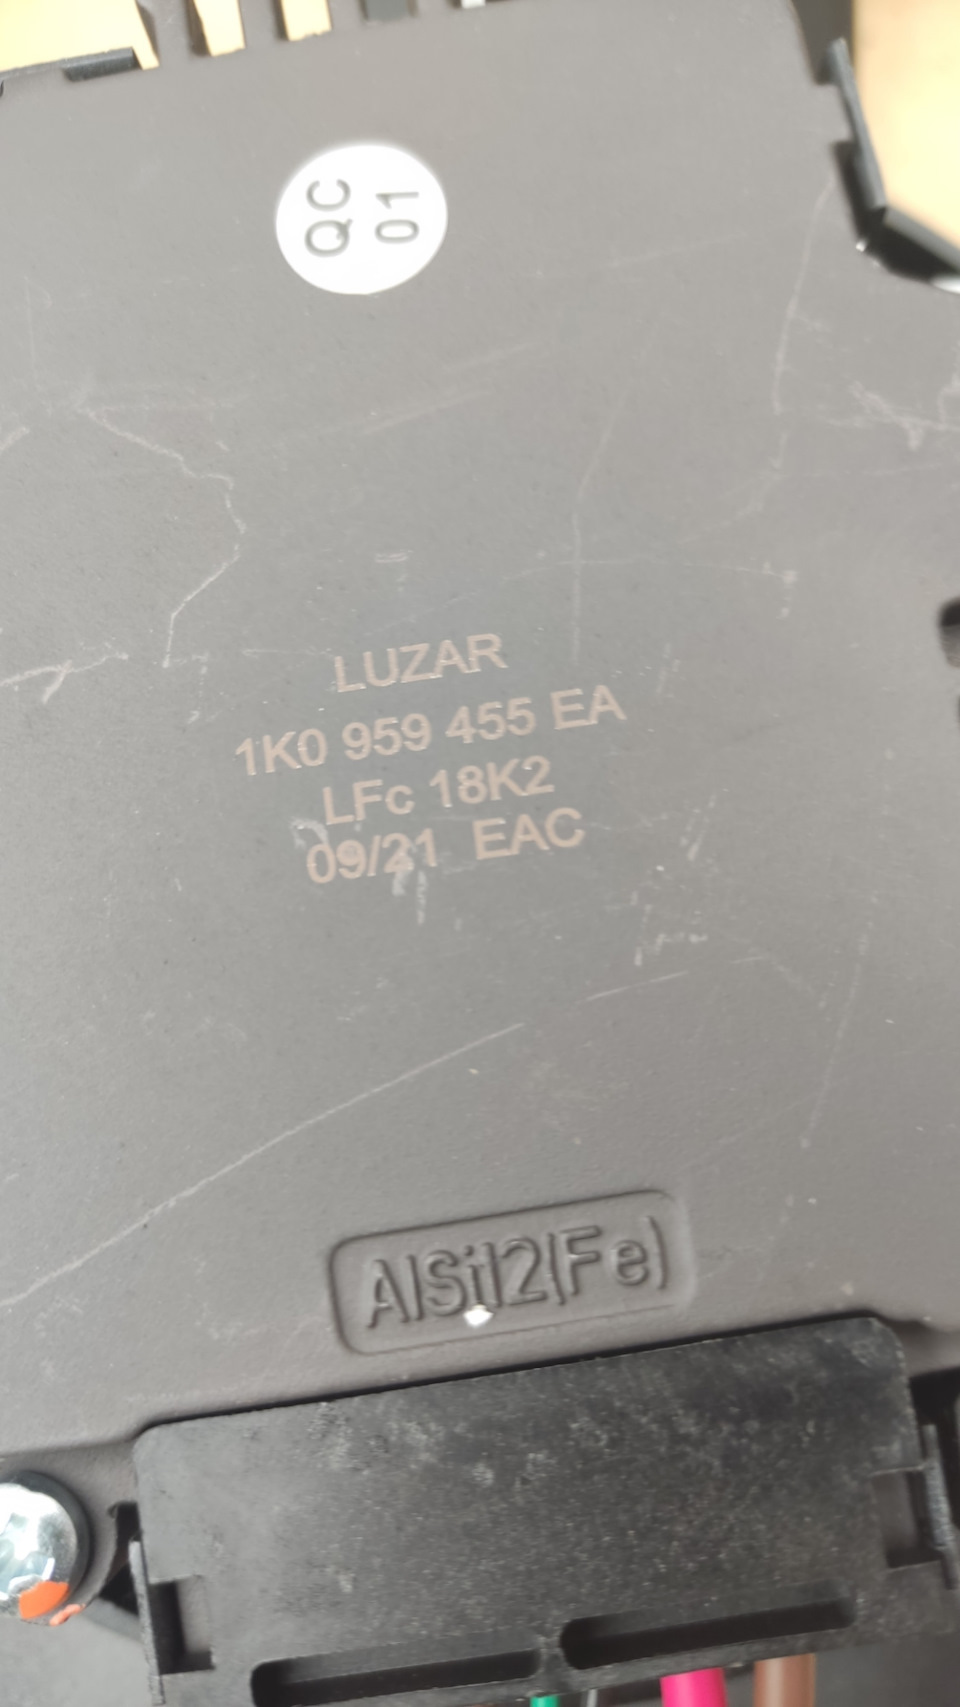 QC
01
LUZAR
1K0 959 455 EA
LFc 18K2
09/21 EAC
AlSi12(Fe)